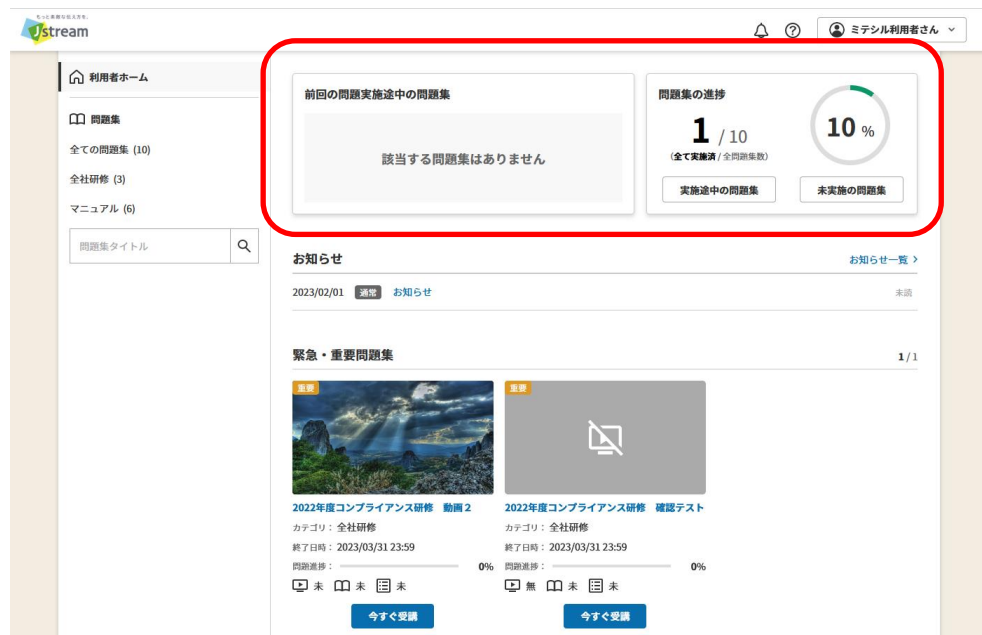 もっと素敵な伝え方を。
Jstream
ミテシル利用者さん
利用者ホーム
問題集
全ての問題集 (10)
全社研修 (3)
マニュアル (6)
問題集タイトル
前回の問題実施途中の問題集
該当する問題集はありません
問題集の進捗
1 / 10
(全て実施済 / 全問題集数)
10 %
実施途中の問題集
未実施の問題集
お知らせ
お知らせ一覧
2023/02/01 通常 お知らせ 未読
緊急・重要問題集
1 / 1
重要
2022年度コンプライアンス研修 動画２
カテゴリ： 全社研修
終了日時： 2023/03/31 23:59
問題進捗： 0%
未 未 未
今すぐ受講
重要
2022年度コンプライアンス研修 確認テスト
カテゴリ： 全社研修
終了日時： 2023/03/31 23:59
問題進捗： 0%
無 未 未
今すぐ受講